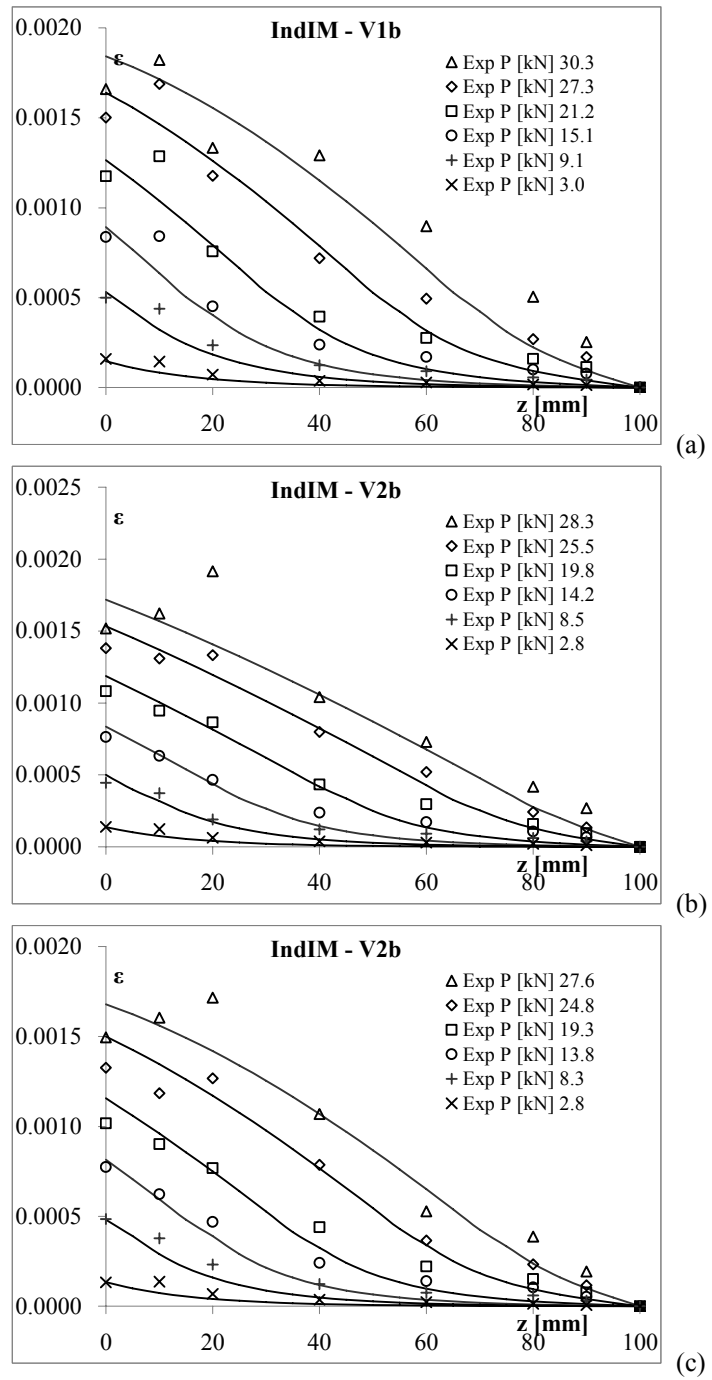 IndIM - V1b
0.0020
ε
0.0015
0.0010
0.0005
0.0000
Exp P [kN] 30.3
Exp P [kN] 27.3
Exp P [kN] 21.2
Exp P [kN] 15.1
Exp P [kN] 9.1
Exp P [kN] 3.0
z [mm]
0 20 40 60 80 100
(a)
IndIM - V2b
0.0025
ε
0.0020
0.0015
0.0010
0.0005
0.0000
Exp P [kN] 28.3
Exp P [kN] 25.5
Exp P [kN] 19.8
Exp P [kN] 14.2
Exp P [kN] 8.5
Exp P [kN] 2.8
z [mm]
0 20 40 60 80 100
(b)
IndIM - V2b
0.0020
ε
0.0015
0.0010
0.0005
0.0000
Exp P [kN] 27.6
Exp P [kN] 24.8
Exp P [kN] 19.3
Exp P [kN] 13.8
Exp P [kN] 8.3
Exp P [kN] 2.8
z [mm]
0 20 40 60 80 100
(c)